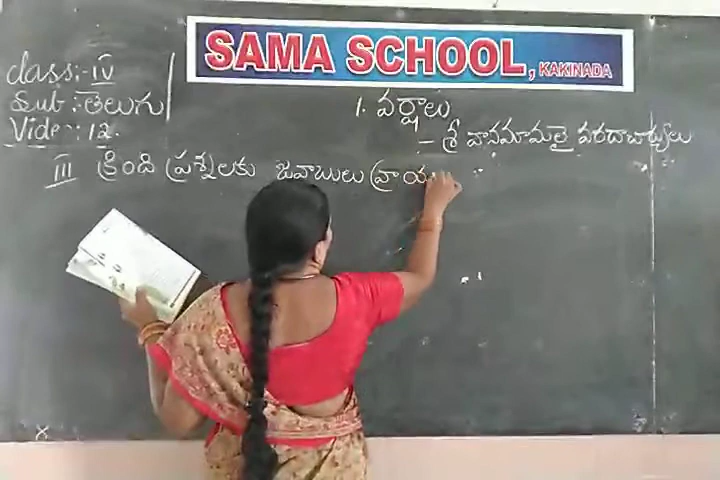 SAMA SCHOOL, KAKINADA
class:- IV
Sub :- తెలుగు
Video : 12.
1. వర్షాలు
- శ్రీ వానమామలై వరదాచార్యులు
III క్రింది ప్రశ్నలకు జవాబులు వ్రాయ